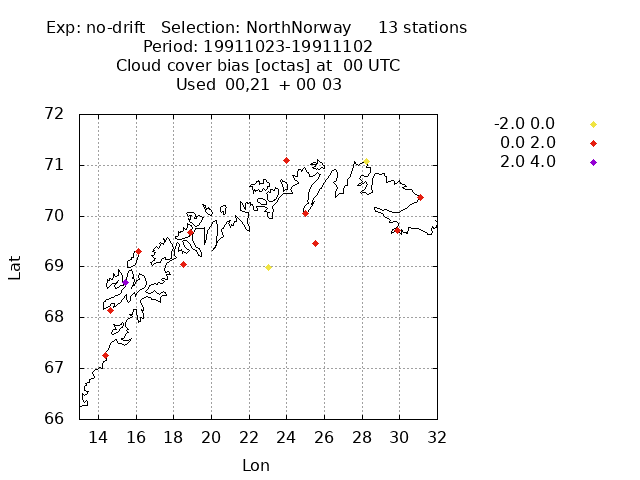 Exp: no-drift Selection: NorthNorway 13 stations
Period: 19911023-19911102
Cloud cover bias [octas] at 00 UTC
Used 00,21 + 00 03
-2.0 0.0
0.0 2.0
2.0 4.0
72
71
70
69
68
67
66
Lat
14 16 18 20 22 24 26 28 30 32
Lon